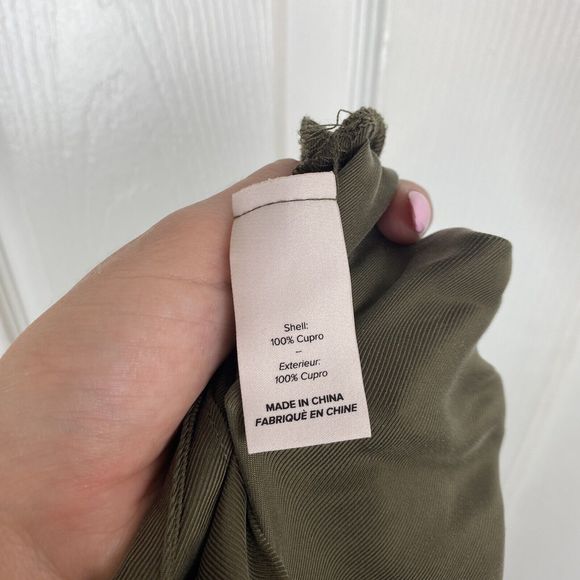 Shell:
100% Cupro
–
Exterieur:
100% Cupro
MADE IN CHINA
FABRIQUÈ EN CHINE